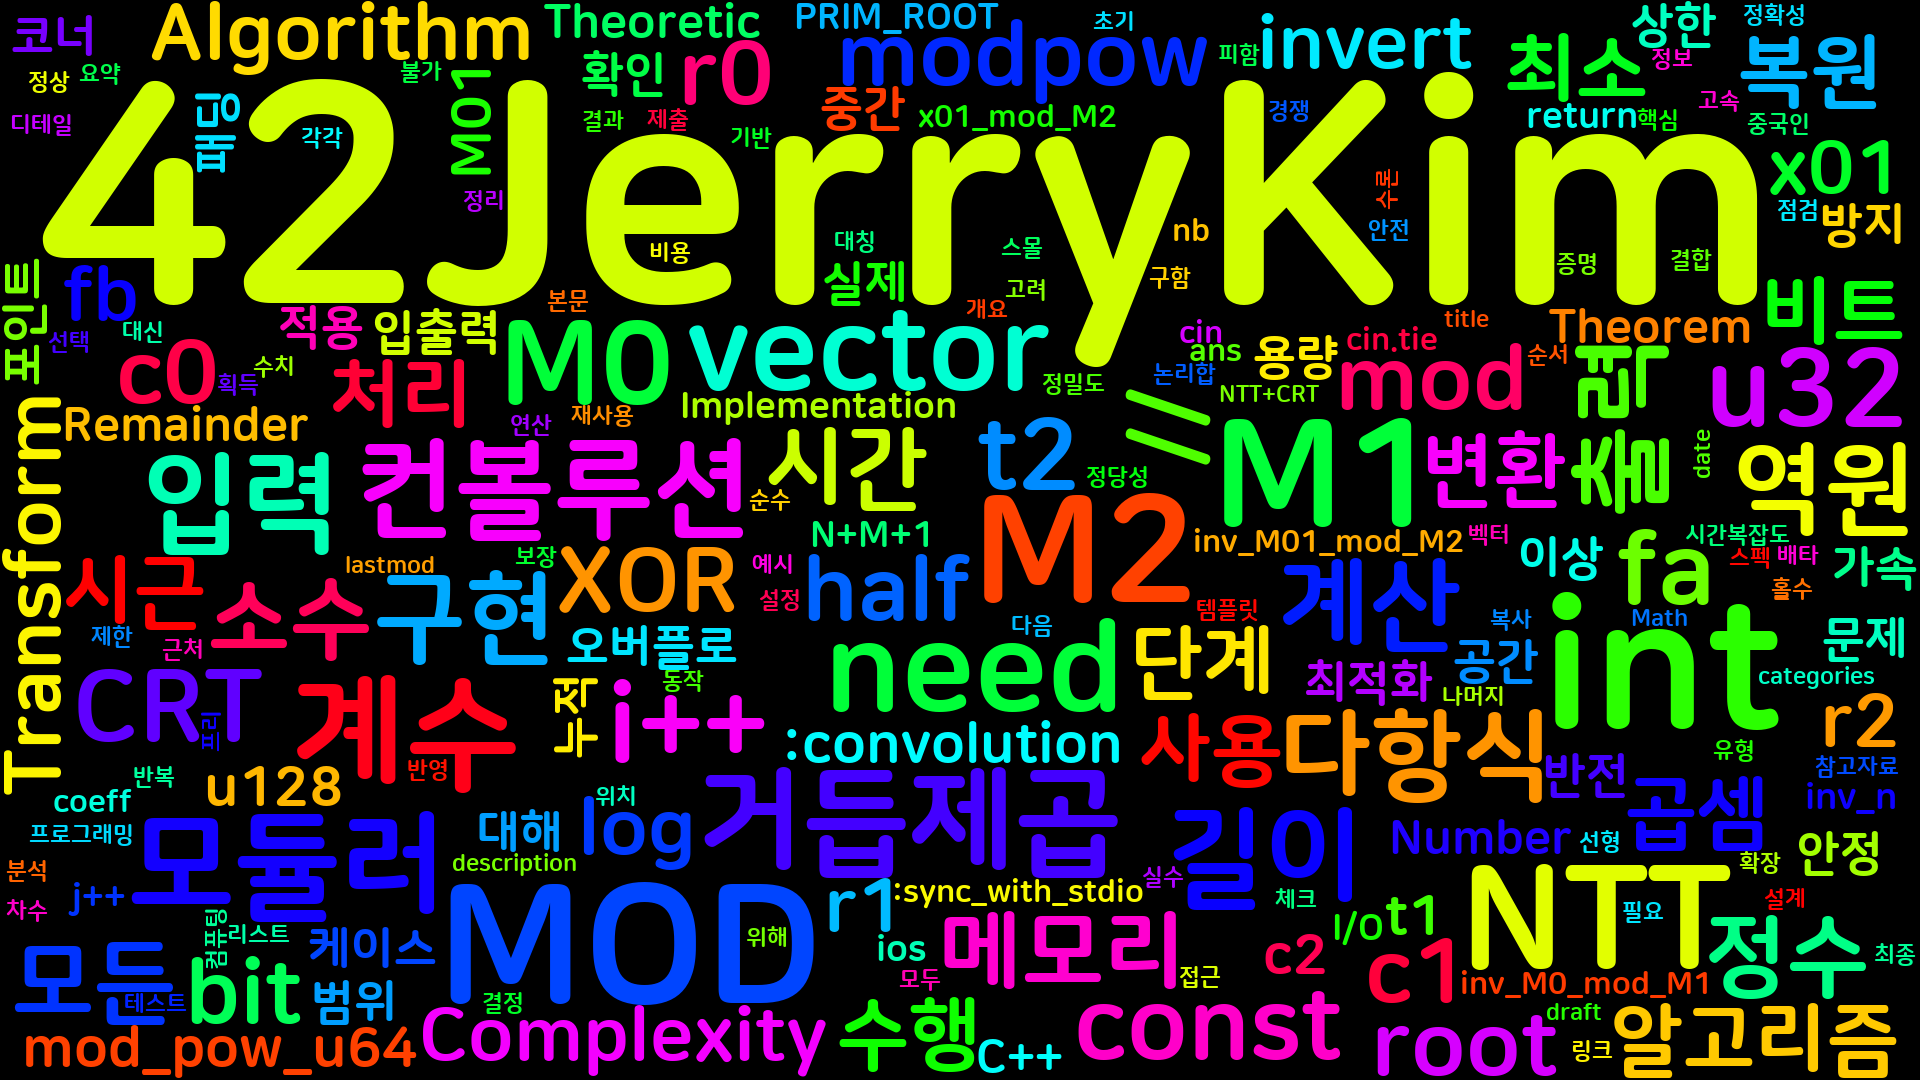 42JerryKim
코너
Algorithm
Theoretic
PRIM_ROOT
초기
invert
상한
정확성
정상
요약
불가
M01
확인
r0
modpow
피함
최소
정보
복원
디테일
패딩
각각
결과
제출
중간
기반
x01_mod_M2
경쟁
return
핵심
고속
중국인
정리
수론
x01
점검
방지
비용
대칭
스몰
nb
안전
증명
결합
포인트
fb
본문
실제
고려
구함
개요
비트
선택
대신
적용
입출력
M0
vector
cin
ans
용량
cin.tie
title
Theorem
c0
획득
수치
처리
정밀도
논리합
NTT+CRT
mod
순서
릭
u32
Transform
Remainder
연산
재사용
Implementation
=
입력
컨볼루션
시간
순수
t2
정당성
M1
변환
출
date
역원
시근
lastmod
보장
XOR
N+M+1
M2
inv_M01_mod_M2
벡터
이상
fa
시간복잡도
스펙
배타
가속
홀수
소수
구현
예시
설정
half
템플릿
계산
제한
근처
오버플로
다음
need
단계
복사
공간
int
Math
문제
CRT
프리
계수
누적
동작
i++
최적화
나머지
categories
:convolution
사용
다항식
r2
유형
반복
반영
coeff
u128
위치
거듭제곱
반전
곱셈
참고자료
inv_n
프로그래밍
모듈러
대해
log
길이
Number
선형
확장
안정
분석
j++
차수
description
MOD
r1
:sync_with_stdio
실수
체크
NTT
필요
설계
컴퓨팅
리스트
케이스
위해
ios
메모리
I/O
t1
정수
최종
모든
테스트
bit
범위
결정
모두
접근
c2
c1
inv_M0_mod_M1
mod_pow_u64
Complexity
수행
C++
const
root
draft
링크
알고리즘